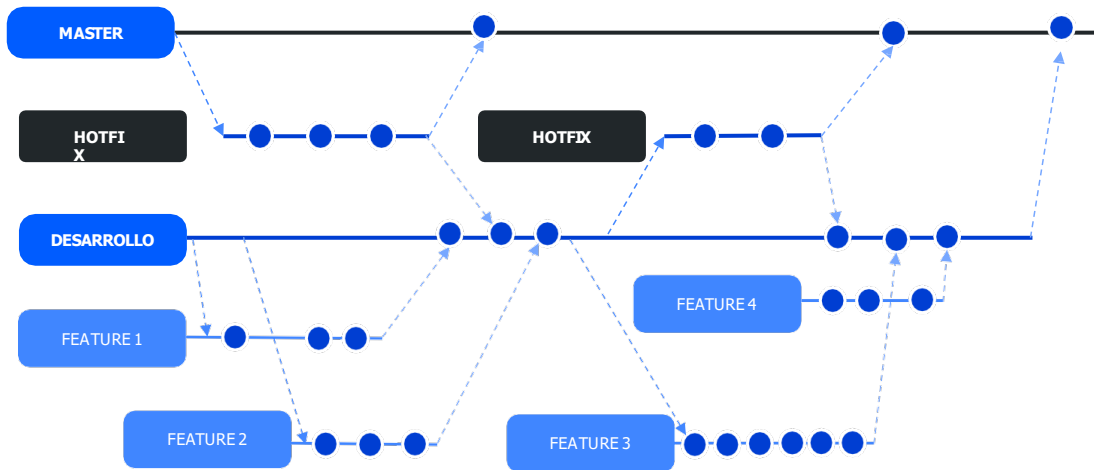 MASTER
HOTFI
X
HOTFIX
DESARROLLO
FEATURE 4
FEATURE 1
FEATURE 2
FEATURE 3